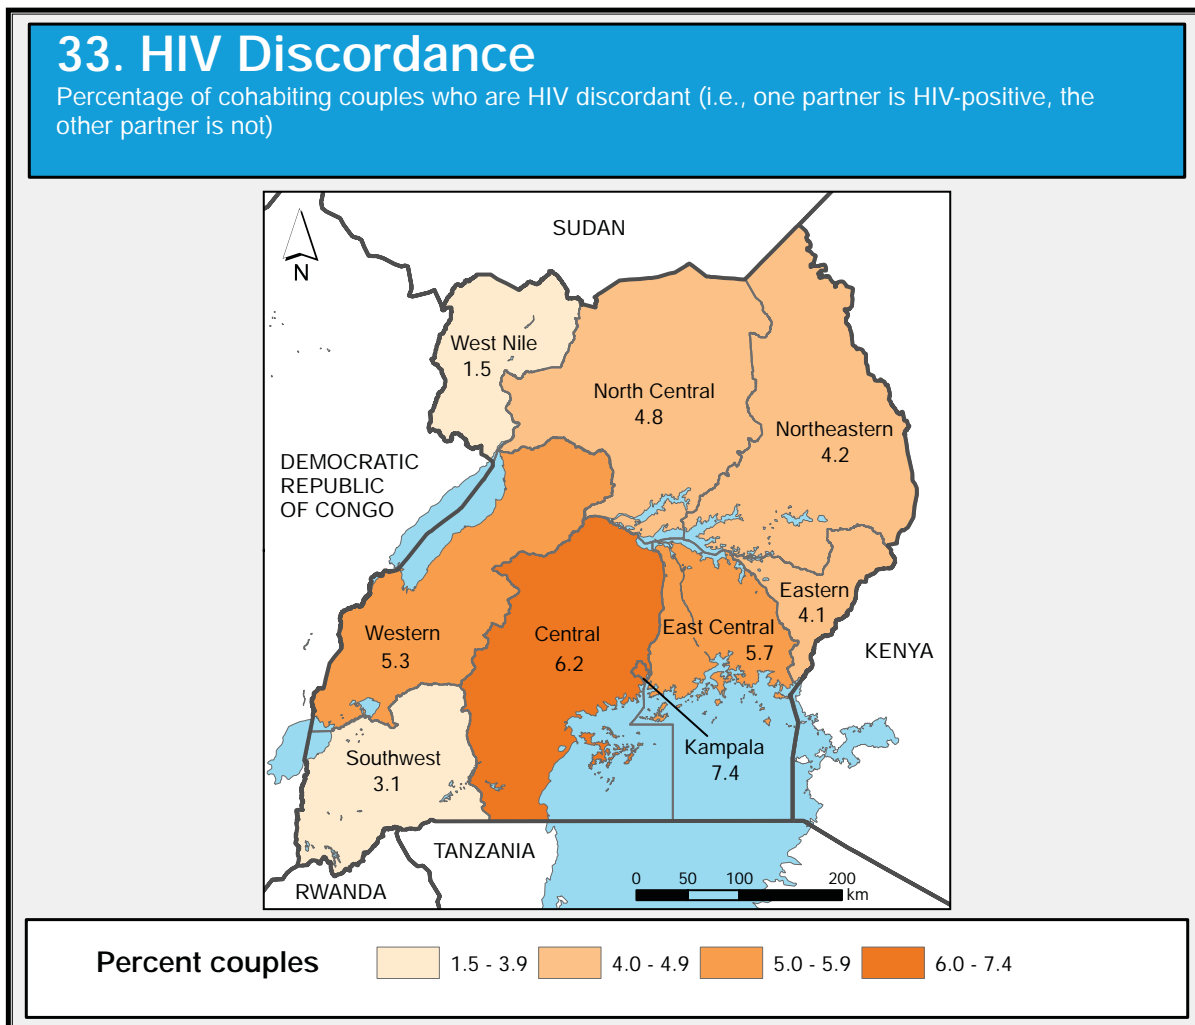 33. HIV Discordance
Percentage of cohabiting couples who are HIV discordant (i.e., one partner is HIV-positive, the
other partner is not)
SUDAN
N
West Nile
1.5
North Central
4.8
Northeastern
4.2
DEMOCRATIC
REPUBLIC
OF CONGO
Eastern
4.1
Western
5.3
Central
6.2
East Central
5.7
KENYA
Southwest
3.1
Kampala
7.4
TANZANIA
RWANDA
0 50 100 200
km
Percent couples 1.5 - 3.9 4.0 - 4.9 5.0 - 5.9 6.0 - 7.4